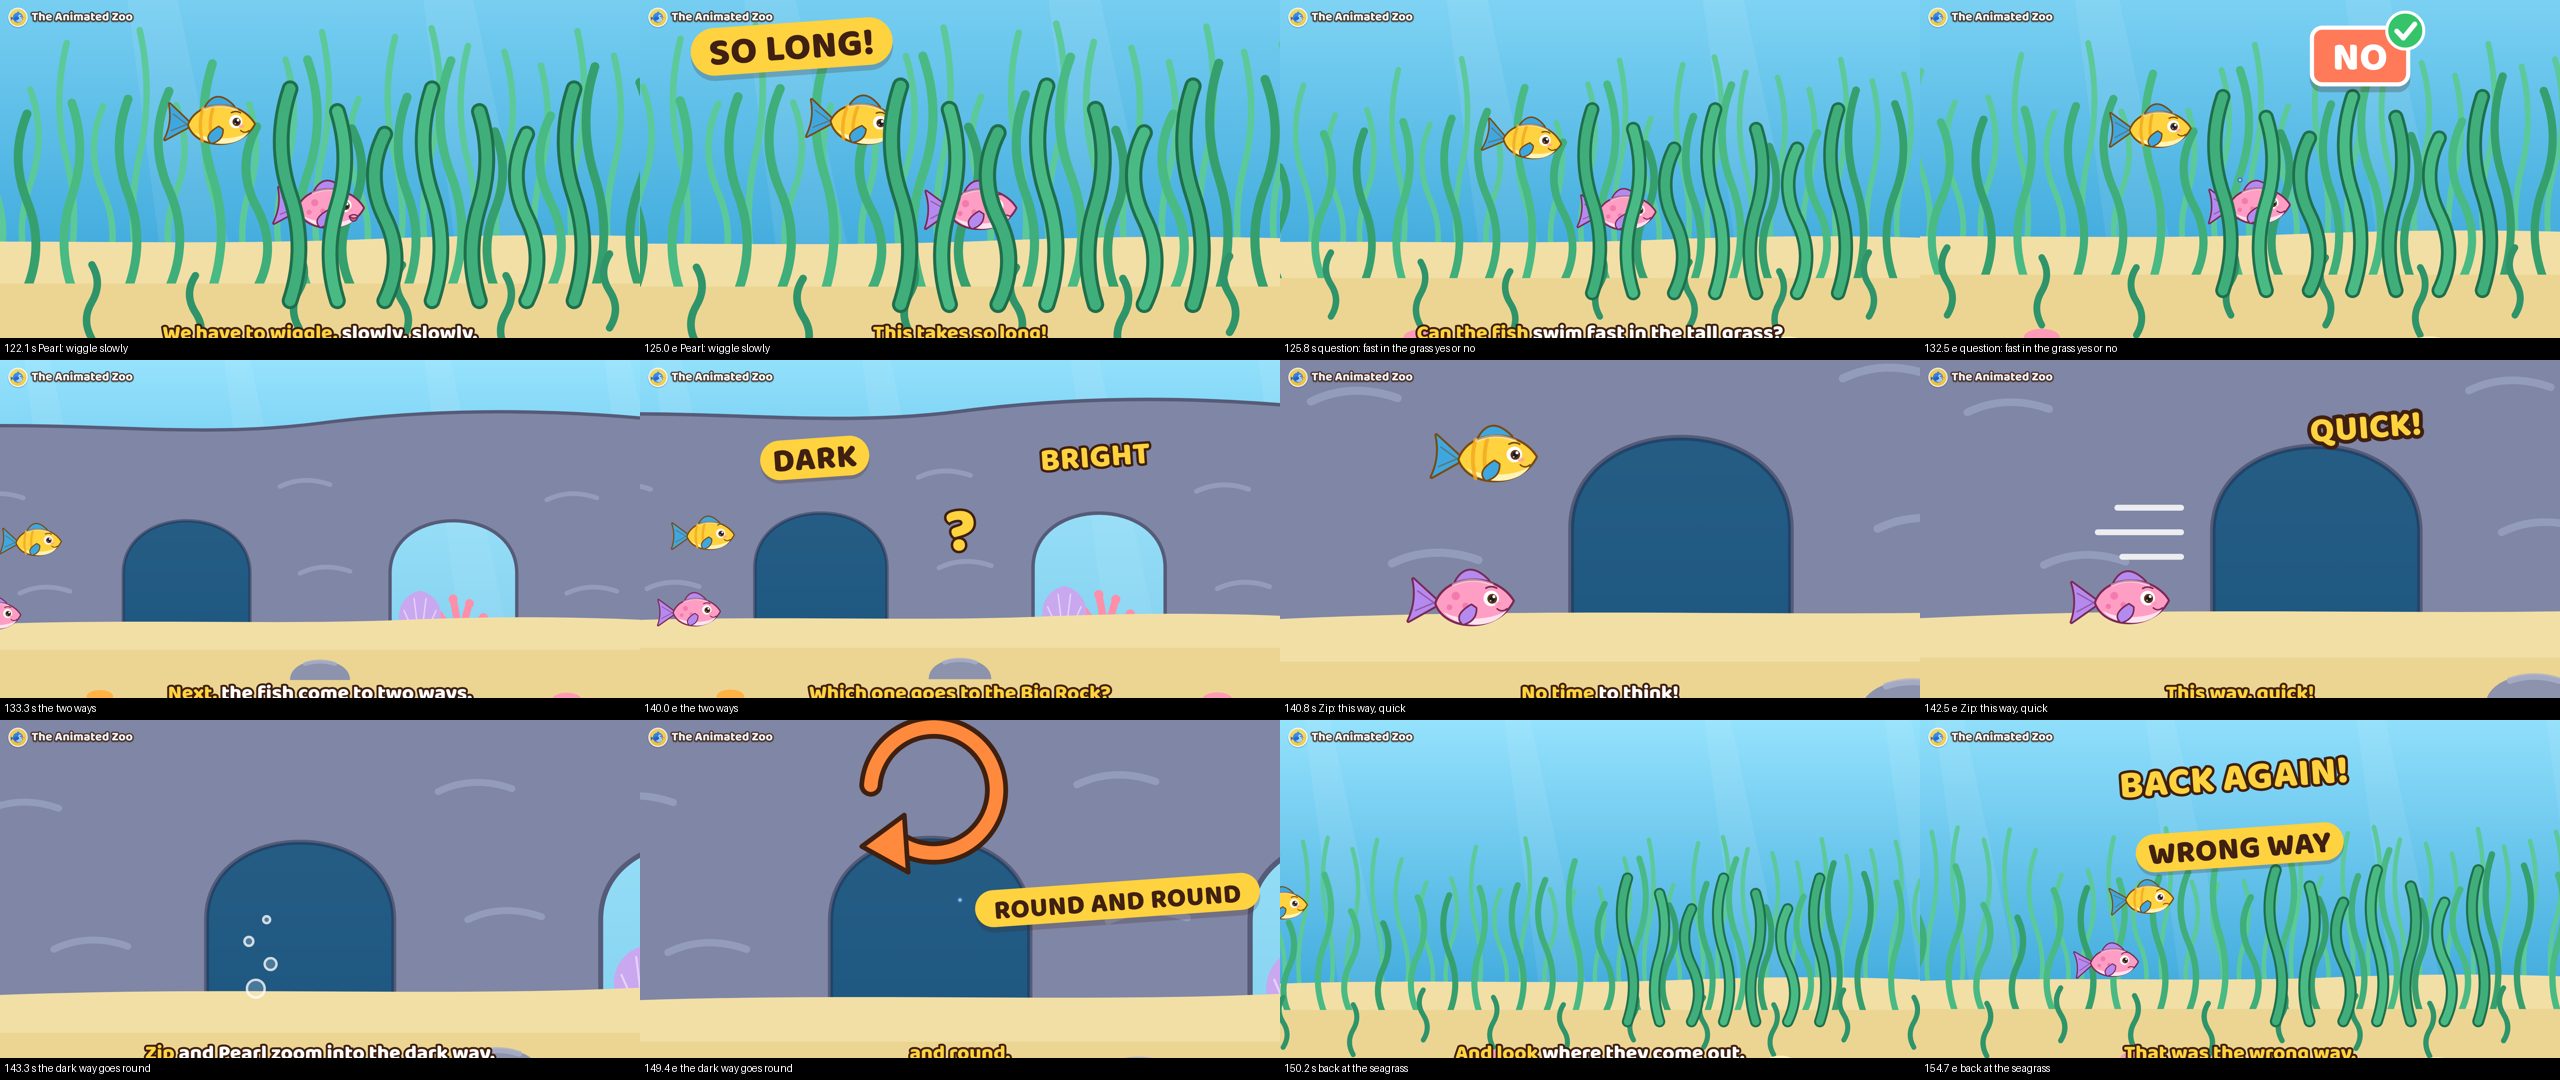 The Animated Zoo
We have to wiggle, slowly, slowly.
122.1 s Pearl: wiggle slowly
The Animated Zoo
SO LONG!
This takes so long!
125.0 e Pearl: wiggle slowly
The Animated Zoo
Can the fish swim fast in the tall grass?
125.8 s question: fast in the grass yes or no
The Animated Zoo
NO
132.5 e question: fast in the grass yes or no
The Animated Zoo
Next, the fish come to two ways.
133.3 s the two ways
The Animated Zoo
DARK
BRIGHT
?
Which one goes to the Big Rock?
140.0 e the two ways
The Animated Zoo
No time to think!
140.8 s Zip: this way, quick
The Animated Zoo
QUICK!
This way, quick!
142.5 e Zip: this way, quick
The Animated Zoo
Zip and Pearl zoom into the dark way.
143.3 s the dark way goes round
The Animated Zoo
ROUND AND ROUND
and round.
149.4 e the dark way goes round
The Animated Zoo
And look where they come out.
150.2 s back at the seagrass
The Animated Zoo
BACK AGAIN!
WRONG WAY
That was the wrong way.
154.7 e back at the seagrass